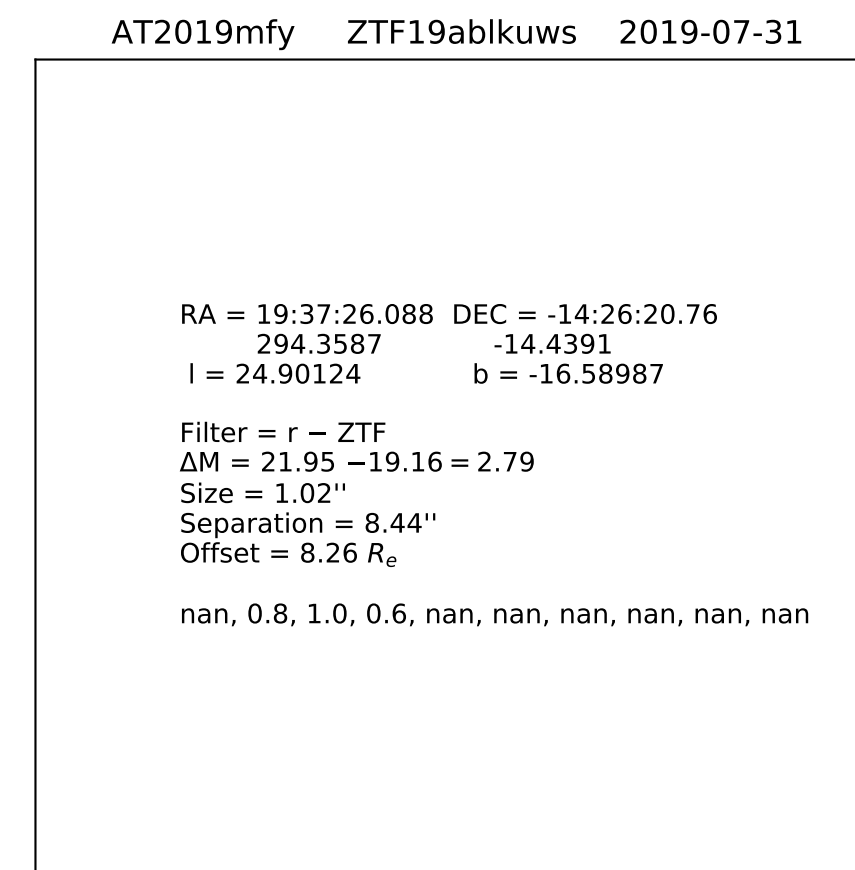 AT2019mfy ZTF19ablkuws 2019-07-31
RA = 19:37:26.088 DEC = -14:26:20.76
294.3587 -14.4391
l = 24.90124 b = -16.58987
Filter = r − ZTF
ΔM = 21.95 −19.16 = 2.79
Size = 1.02''
Separation = 8.44''
Offset = 8.26 Re
nan, 0.8, 1.0, 0.6, nan, nan, nan, nan, nan, nan